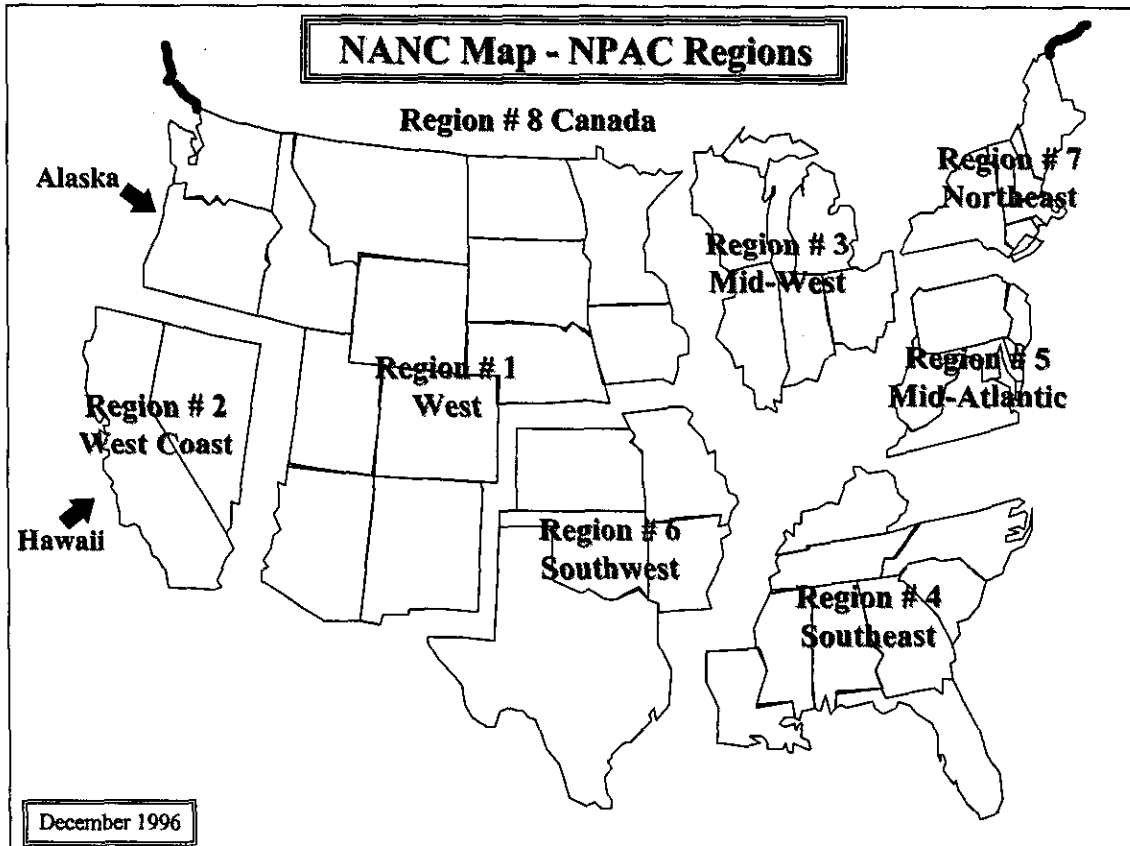 NANC Map - NPAC Regions
Region # 8 Canada
Region # 7
Northeast
Alaska
Region # 3
Mid-West
Region # 5
Mid-Atlantic
Region # 1
West
Region # 2
West Coast
Hawaii
Region # 6
Southwest
Region # 4
Southeast
December 1996